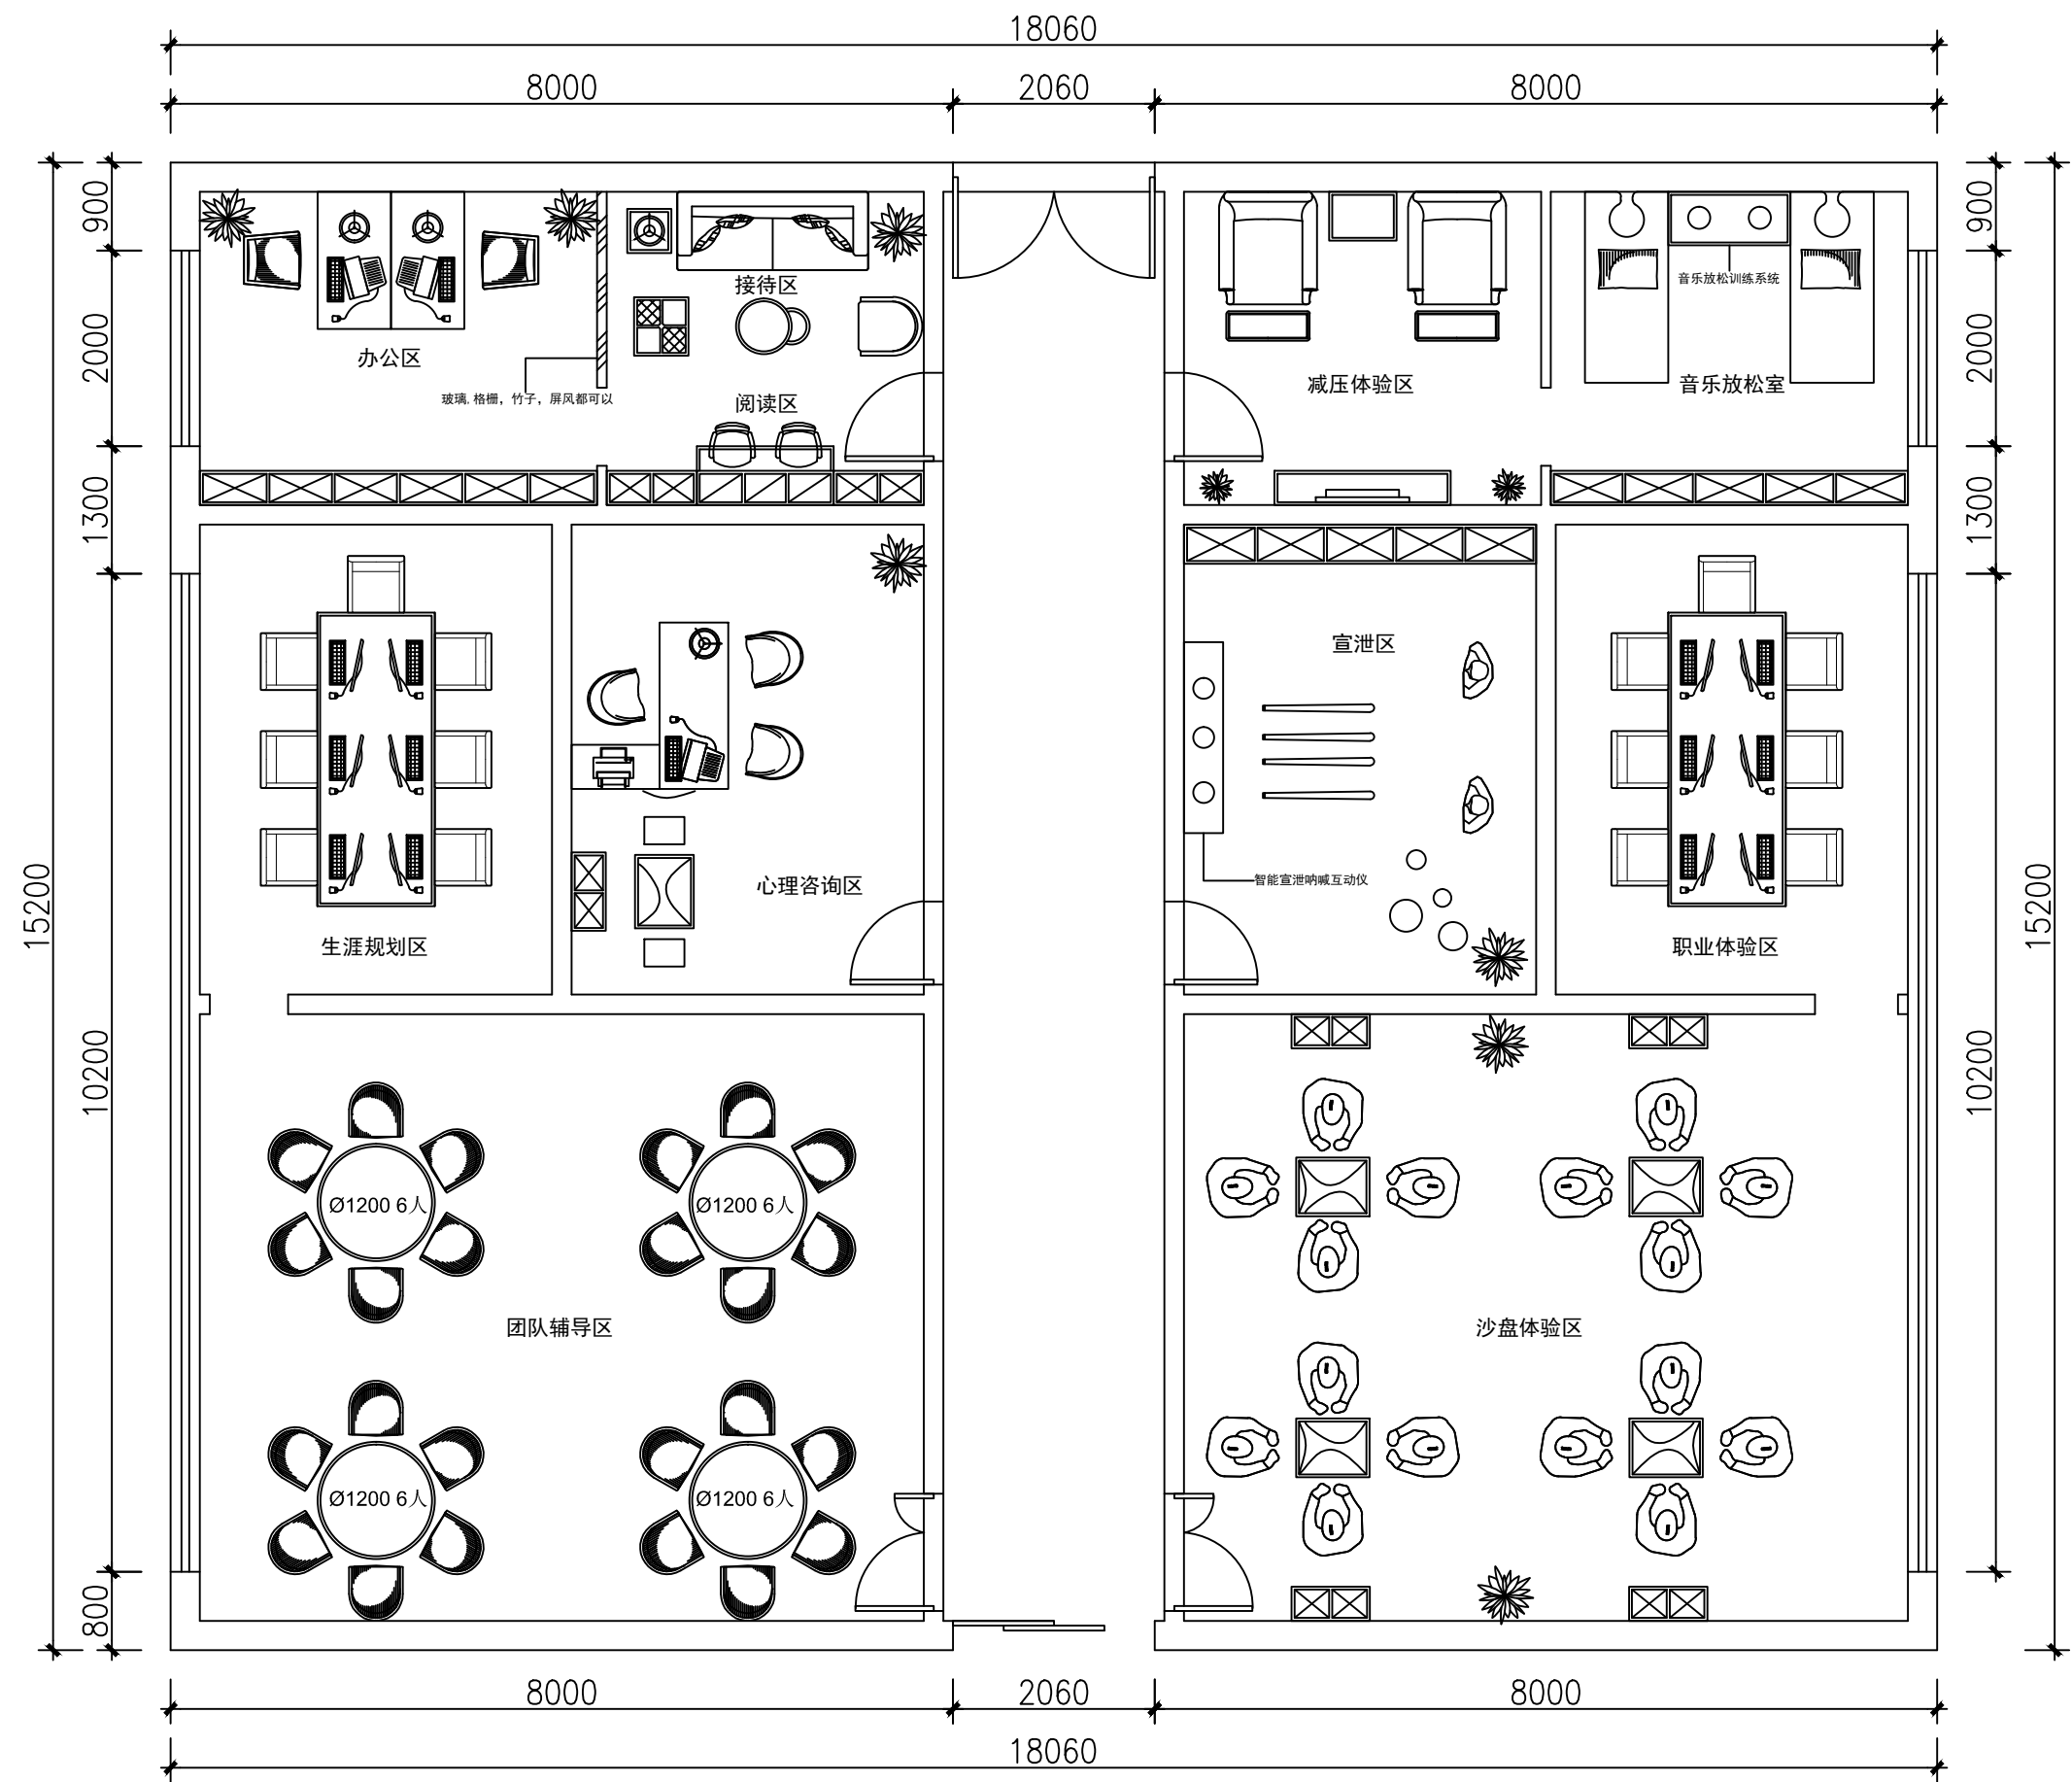 18060
8000 2060 8000
900
2000
1300
10200
800
15200
900
2000
1300
10200
15200
接待区
办公区
玻璃, 格栅，竹子，屏风都可以
阅读区
减压体验区
音乐放松训练系统
音乐放松室
生涯规划区
心理咨询区
宣泄区
智能宣泄呐喊互动仪
职业体验区
Ø1200 6人
Ø1200 6人
团队辅导区
Ø1200 6人
Ø1200 6人
沙盘体验区
8000 2060 8000
18060